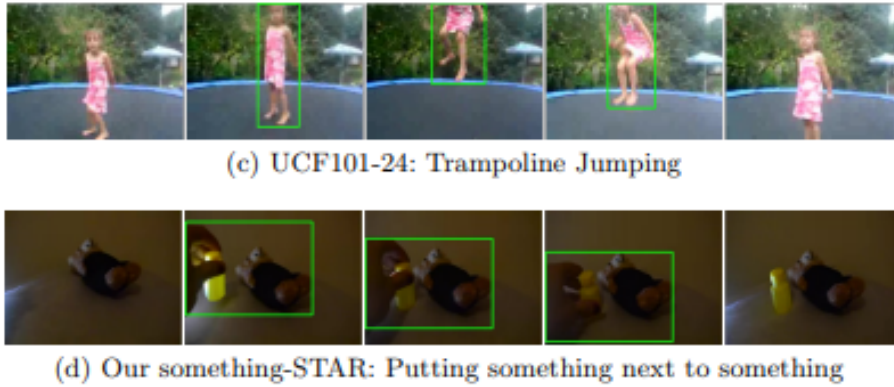 (c) UCF101-24: Trampoline Jumping
(d) Our something-STAR: Putting something next to something